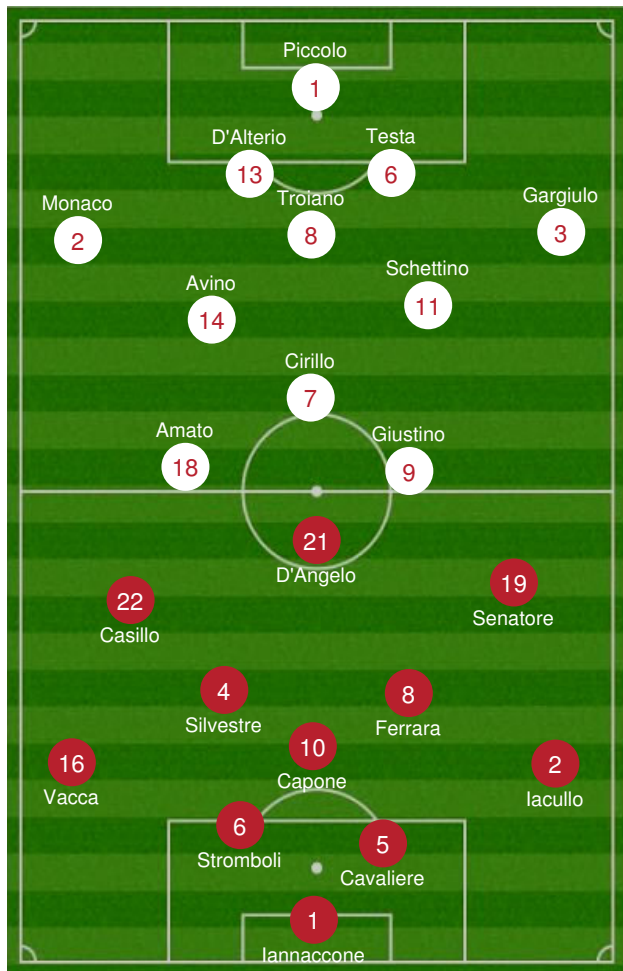 Piccolo
1
D'Alterio
13
Testa
6
Monaco
2
Troiano
8
Gargiulo
3
Avino
14
Schettino
11
Cirillo
7
Amato
18
Giustino
9
21
D'Angelo
22
Casillo
19
Senatore
4
Silvestre
8
Ferrara
10
Capone
16
Vacca
2
Iacullo
6
Stromboli
5
Cavaliere
1
Iannaccone